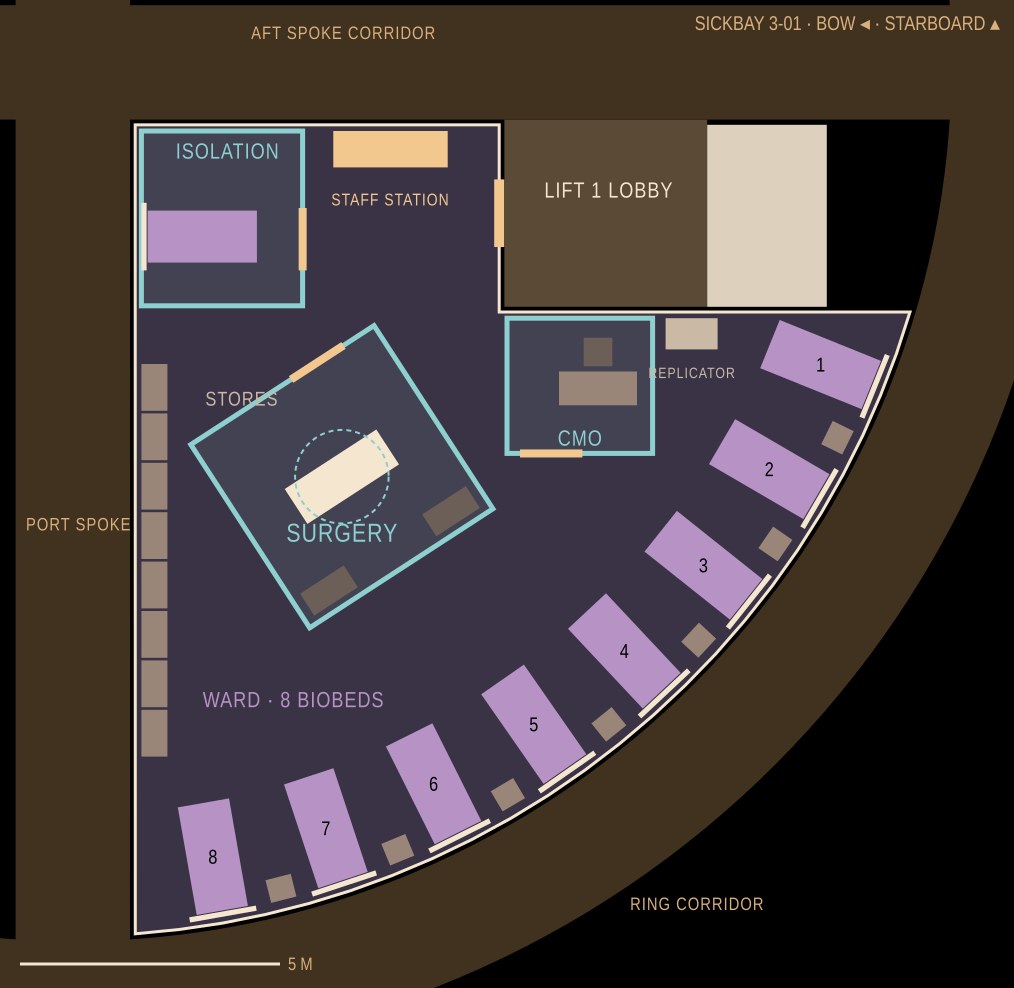 SICKBAY 3-01 · BOW ◂ · STARBOARD ▴
AFT SPOKE CORRIDOR
ISOLATION
STAFF STATION
LIFT 1 LOBBY
REPLICATOR
1
STORES
CMO
2
PORT SPOKE
SURGERY
3
4
WARD · 8 BIOBEDS
5
6
7
8
RING CORRIDOR
5 M